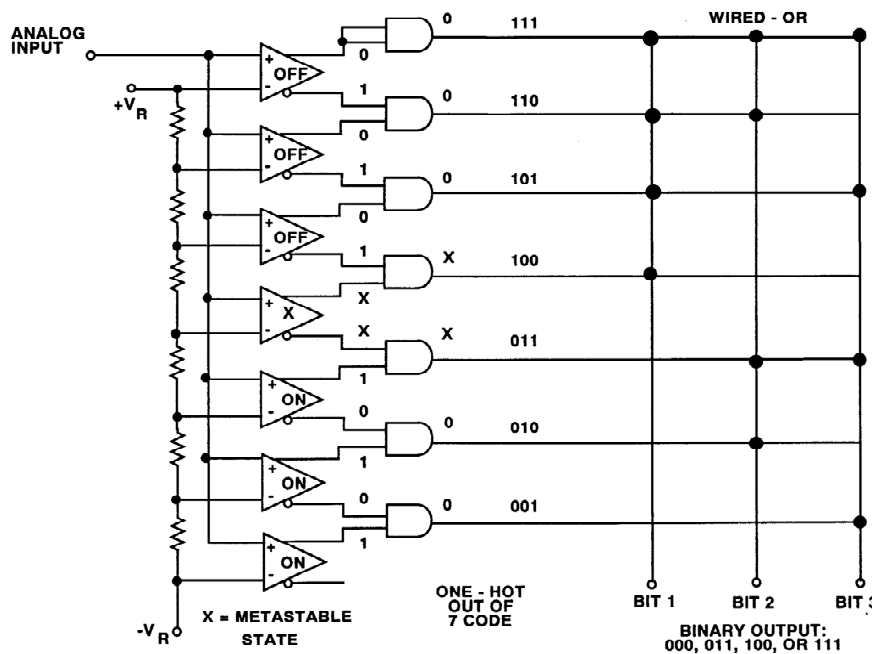 ANALOG
INPUT
+VR
-VR
+
-
OFF
+
-
OFF
+
-
OFF
+
-
X
+
-
ON
+
-
ON
+
-
ON
0
1
0
1
0
1
X
X
1
0
1
0
1
0 111
0 110
0 101
X 100
X 011
0 010
0 001
WIRED - OR
X = METASTABLE
STATE
ONE - HOT
OUT OF
7 CODE
BIT 1 BIT 2 BIT 3
BINARY OUTPUT:
000, 011, 100, OR 111